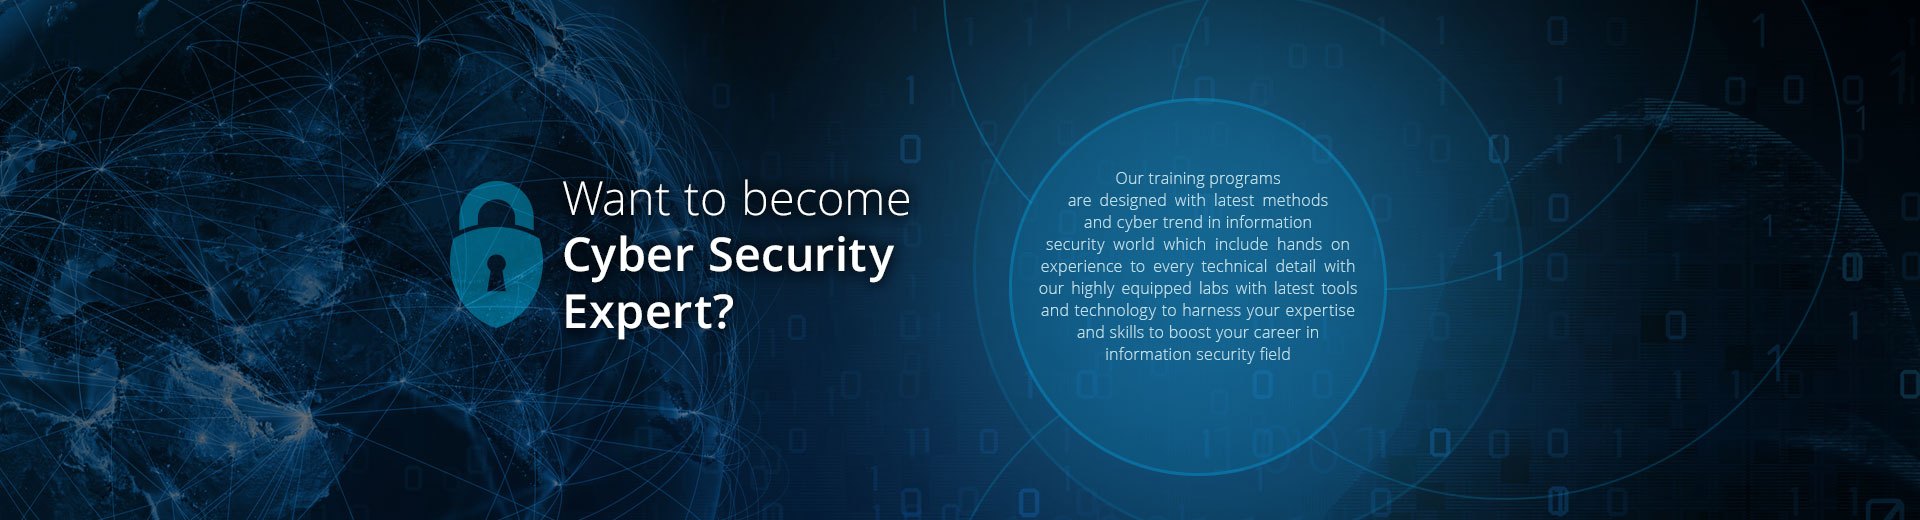 Want to become
Cyber Security
Expert?
Our training programs
are designed with latest methods
and cyber trend in information
security world which include hands on
experience to every technical detail with
our highly equipped labs with latest tools
and technology to harness your expertise
and skills to boost your career in
information security field